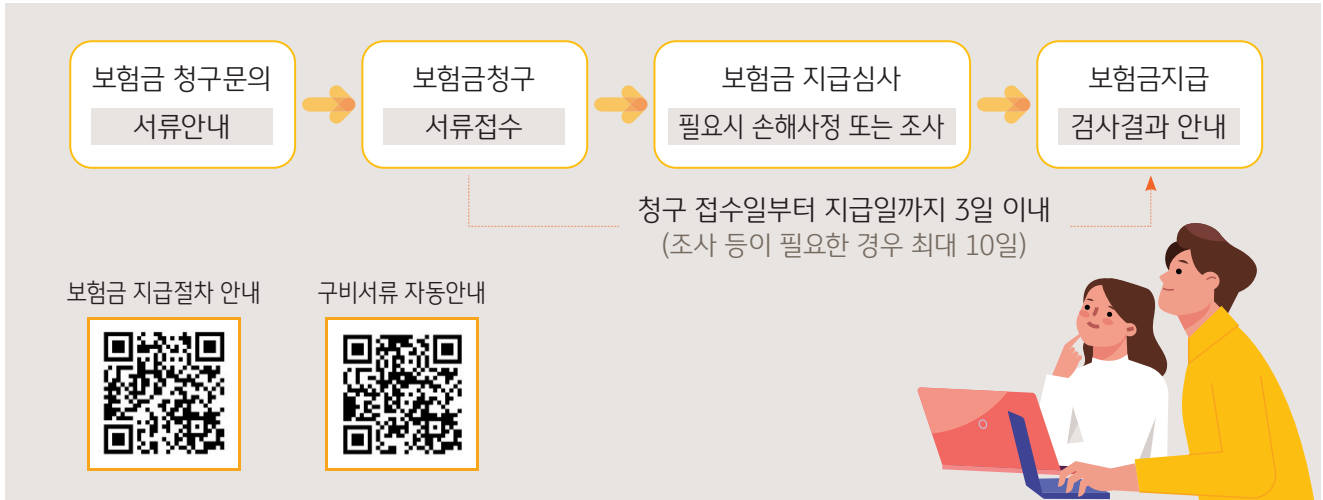 보험금 청구문의
서류안내
보험금청구
서류접수
보험금 지급심사
필요시 손해사정 또는 조사
보험금지급
검사결과 안내
청구 접수일부터 지급일까지 3일 이내
(조사 등이 필요한 경우 최대 10일)
보험금 지급절차 안내
구비서류 자동안내